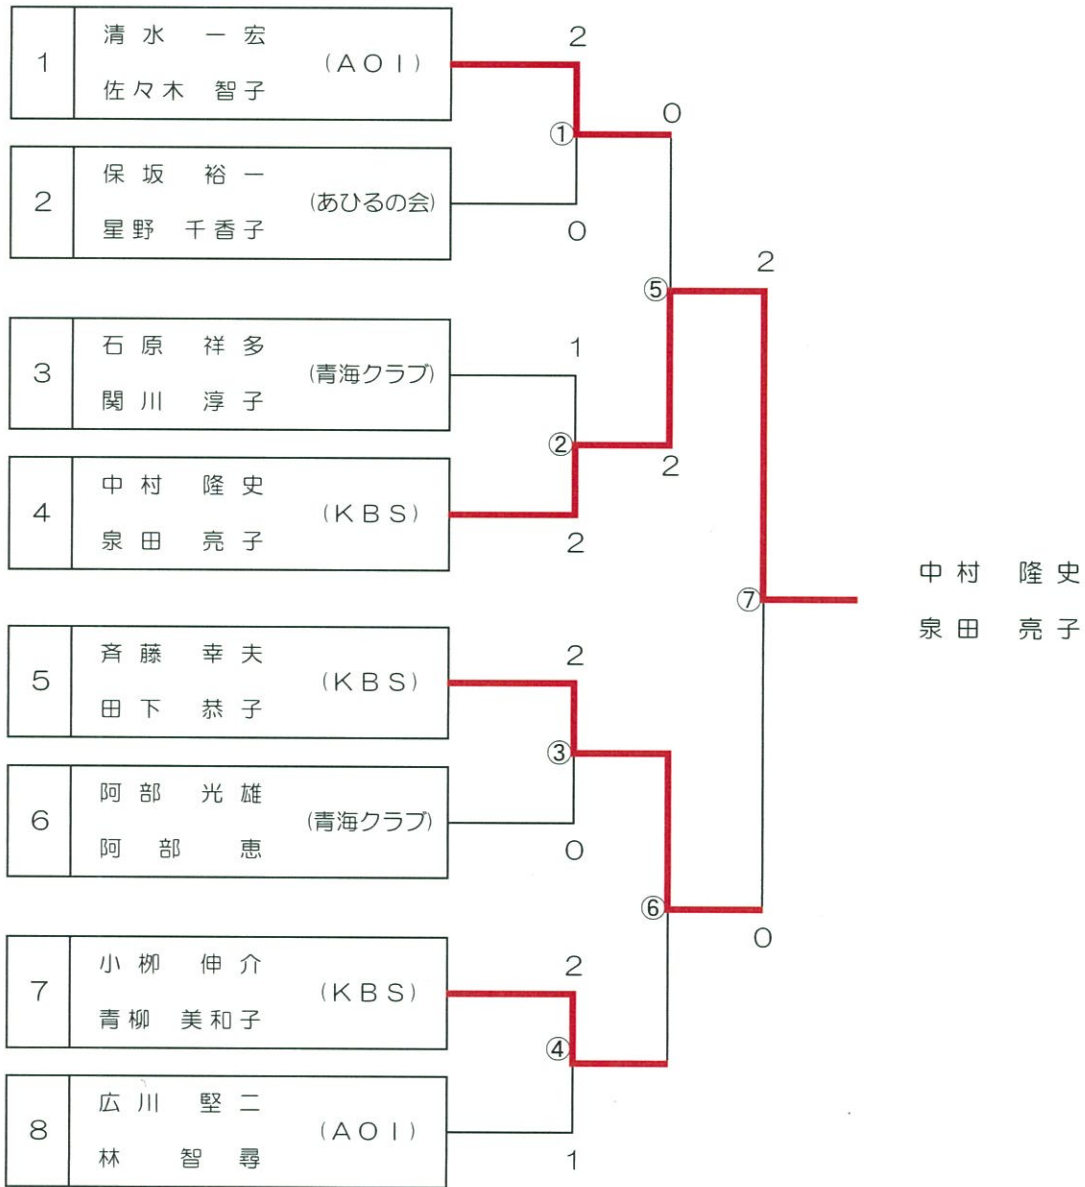 1
清水 一宏
(AOI)
佐々木 智子
2
保坂 裕一
(あひるの会)
星野 千香子
3
石原 祥多
(青海クラブ)
関川 淳子
4
中村 隆史
(KBS)
泉田 亮子
5
斉藤 幸夫
(KBS)
田下 恭子
6
阿部 光雄
(青海クラブ)
阿部 恵
7
小柳 伸介
(KBS)
青柳 美和子
8
広川 堅二
(AOI)
林 智尋
2
①
0
1
②
2
2
③
0
2
④
1
0
⑤
2
⑥
2
⑦
0
中村 隆史
泉田 亮子